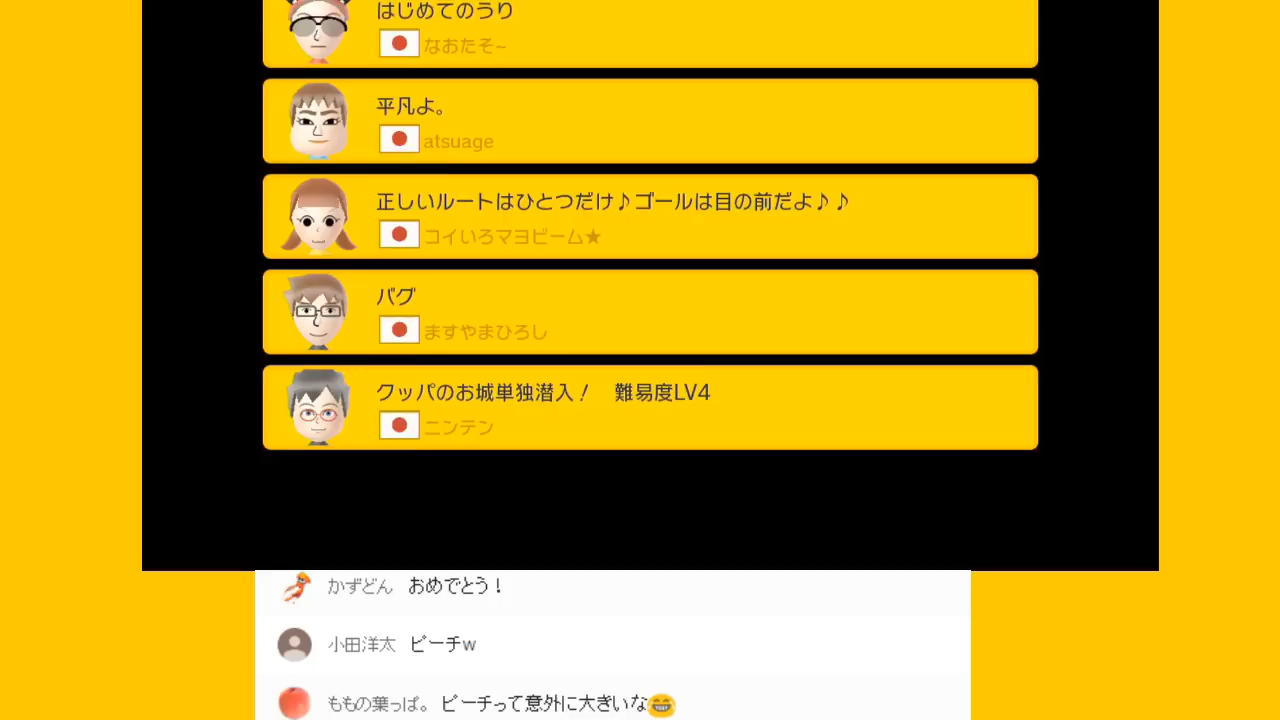 はじめてのうり
なおたそ~
平凡よ。
atsuage
正しいルートはひとつだけ♪ゴールは目の前だよ♪♪
コイいろマヨビーム★
バグ
ますやまひろし
クッパのお城単独潜入！　難易度LV4
ニンテン
かずどん おめでとう！
小田洋太 ビーチw
ももの葉っぱ。 ビーチって意外に大きいな😂